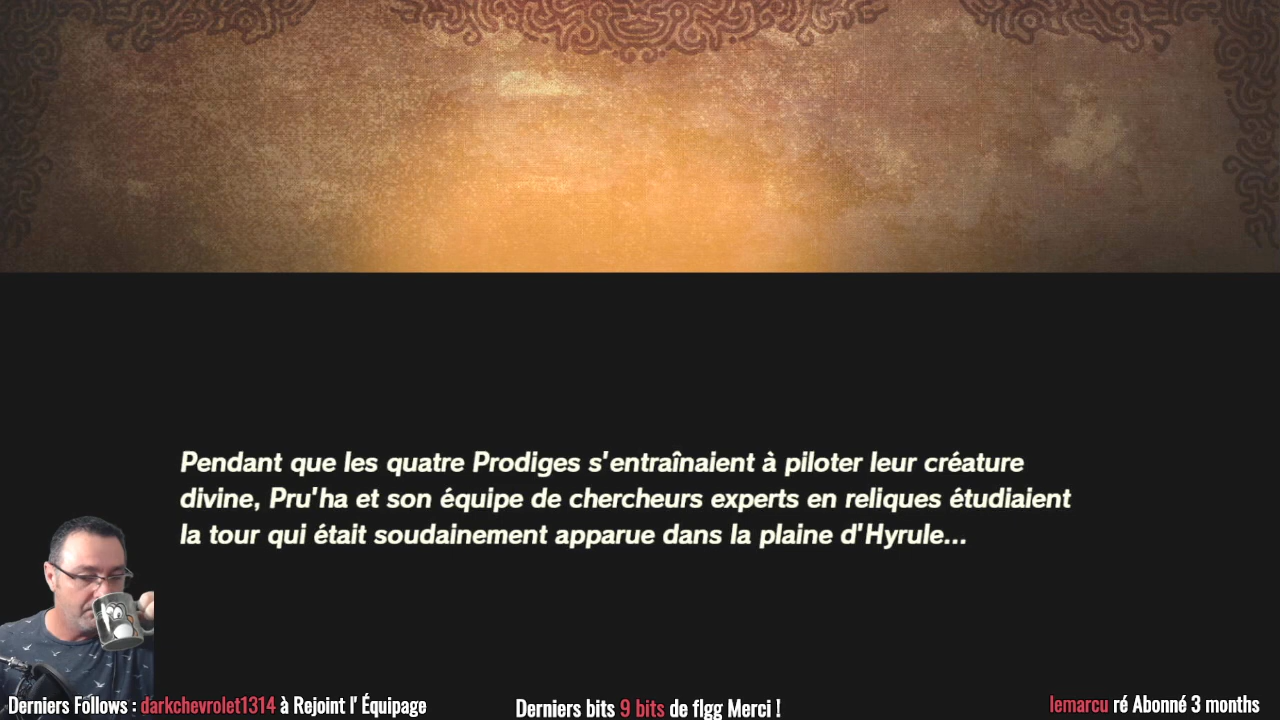 Pendant que les quatre Prodiges s'entraînaient à piloter leur créature
divine, Pru'ha et son équipe de chercheurs experts en reliques étudiaient
la tour qui était soudainement apparue dans la plaine d'Hyrule...
Derniers Follows : darkchevrolet1314 à Rejoint l' Équipage
Derniers bits 9 bits de flgg Merci !
lemarcu ré Abonné 3 months